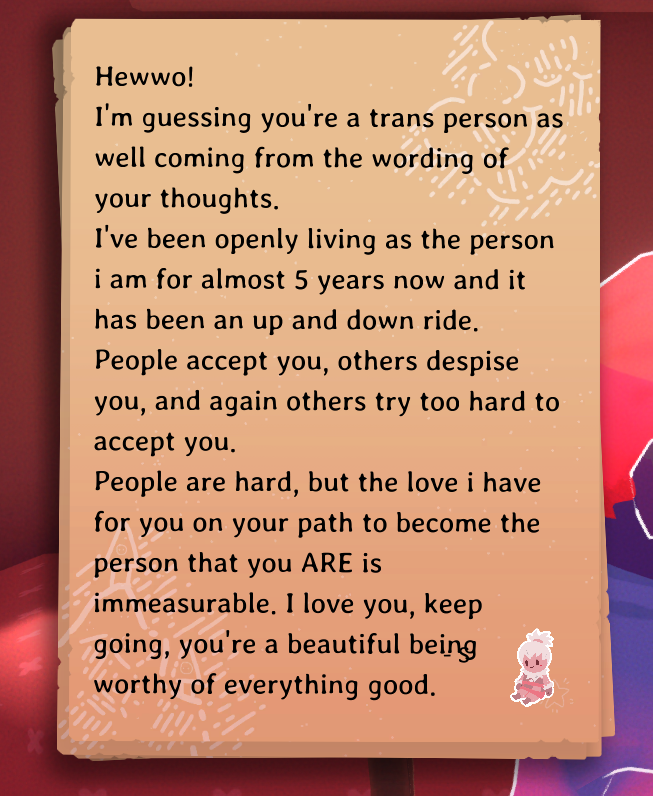 Hewwo!
I'm guessing you're a trans person as
well coming from the wording of
your thoughts.
I've been openly living as the person
i am for almost 5 years now and it
has been an up and down ride.
People accept you, others despise
you, and again others try too hard to
accept you.
People are hard, but the love i have
for you on your path to become the
person that you ARE is
immeasurable. I love you, keep
going, you're a beautiful being
worthy of everything good.
-s